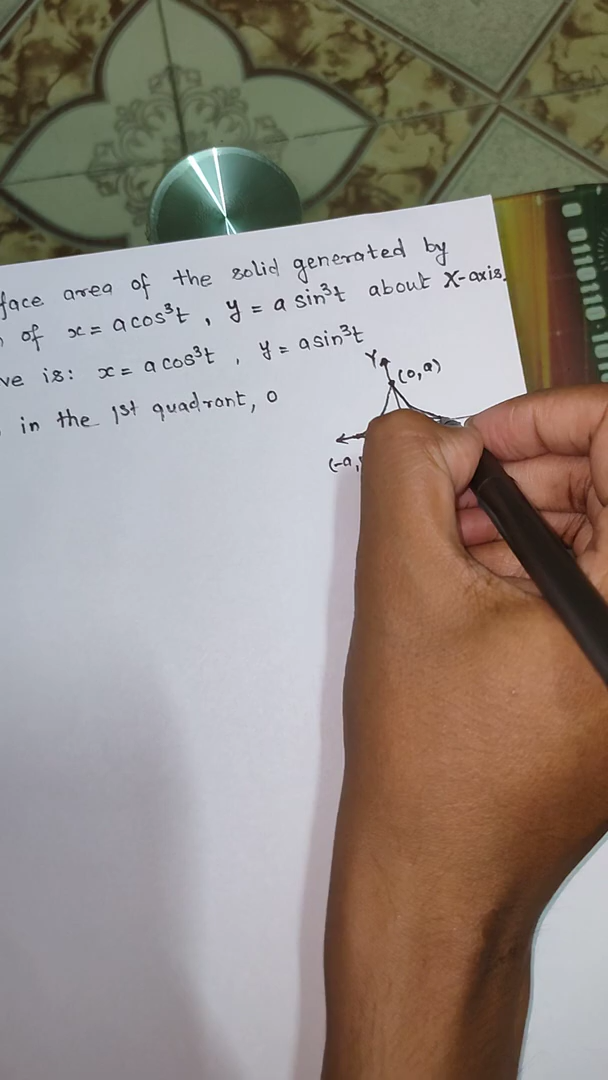 face area of the solid generated by
of x = a cos³t , y = a sin³t about X-axis.
ve is: x = a cos³t , y = a sin³t
in the 1st quadrant, 0
Y
(0,a)
(-a,